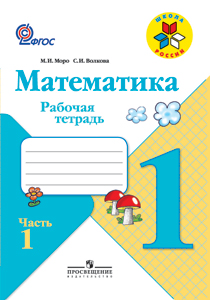 ФГОС
ШКОЛА
РОССИИ
М.И. Моро С.И. Волкова
Математика
Рабочая
тетрадь
1
Часть
1
ПРОСВЕЩЕНИЕ
ИЗДАТЕЛЬСТВО